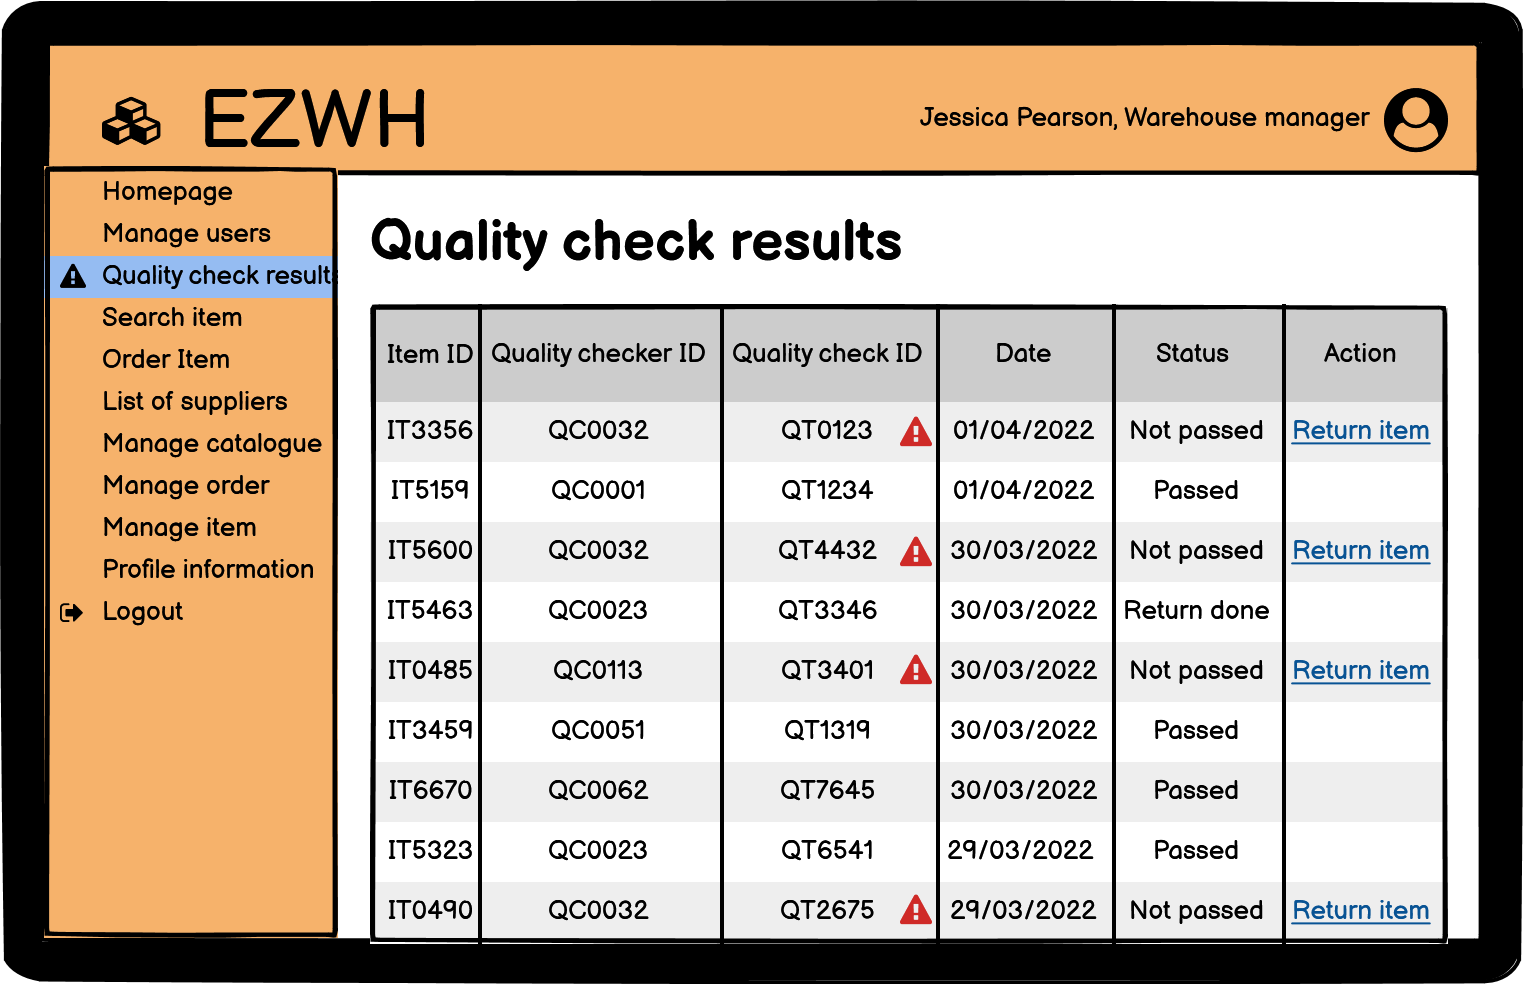 EZWH
Jessica Pearson, Warehouse manager
Homepage
Manage users
Quality check results
Search item
Order Item
List of suppliers
Manage catalogue
Manage order
Manage item
Profile information
Logout
Quality check results
Item ID Quality checker ID Quality check ID Date Status Action
IT3356 QC0032 QT0123 01/04/2022 Not passed Return item
IT5159 QC0001 QT1234 01/04/2022 Passed
IT5600 QC0032 QT4432 30/03/2022 Not passed Return item
IT5463 QC0023 QT3346 30/03/2022 Return done
IT0485 QC0113 QT3401 30/03/2022 Not passed Return item
IT3459 QC0051 QT1319 30/03/2022 Passed
IT6670 QC0062 QT7645 30/03/2022 Passed
IT5323 QC0023 QT6541 29/03/2022 Passed
IT0490 QC0032 QT2675 29/03/2022 Not passed Return item